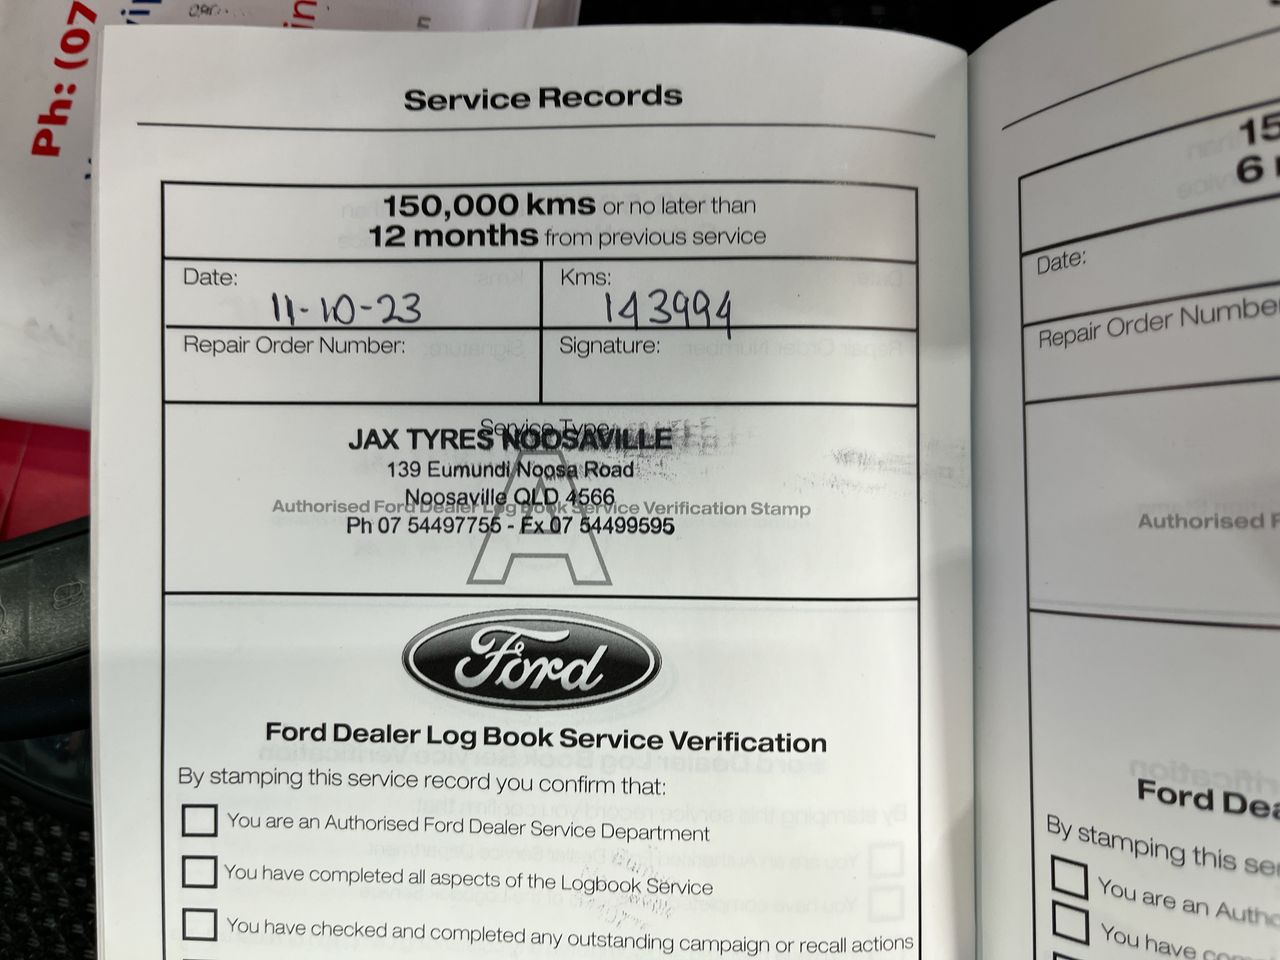 Ph: (07
Service Records
150,000 kms or no later than
12 months from previous service
Date:
11-10-23
Kms:
143994
Repair Order Number:
Signature:
Service Type:
JAX TYRES NOOSAVILLE
139 Eumundi Noosa Road
Noosaville QLD 4566
Authorised Ford Dealer Log Book Service Verification Stamp
Ph 07 54497755 - Fx 07 54499595
A
Ford
Ford Dealer Log Book Service Verification
By stamping this service record you confirm that:
You are an Authorised Ford Dealer Service Department
You have completed all aspects of the Logbook Service
You have checked and completed any outstanding campaign or recall actions
15
6
Date:
Repair Order Numbe
Authorised F
Ford Dea
By stamping this se
You are an Autho
You have